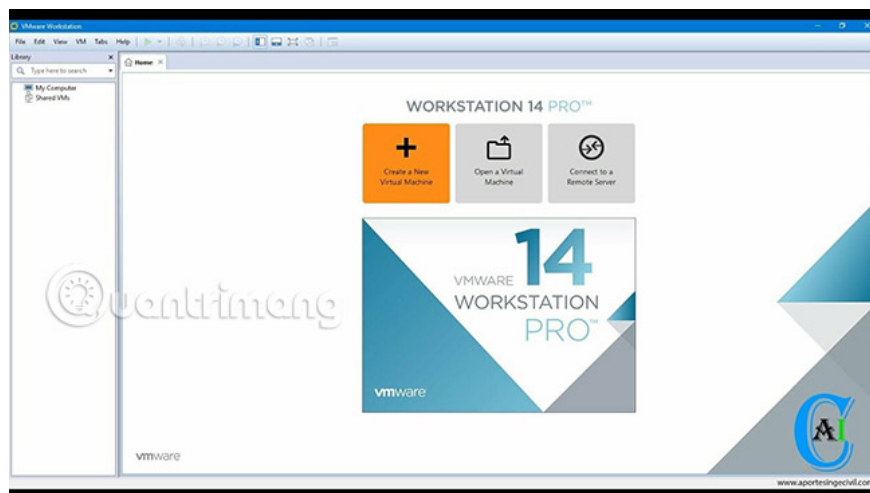 VMware Workstation
File Edit View VM Tabs Help
Library
Type here to search
My Computer
Shared VMs
Home
WORKSTATION 14 PRO™
Create a New
Virtual Machine
Open a Virtual
Machine
Connect to a
Remote Server
14
VMWARE
WORKSTATION
PRO™
vmware
Quantrimang
vmware
CAI
www.aportesingecivil.com